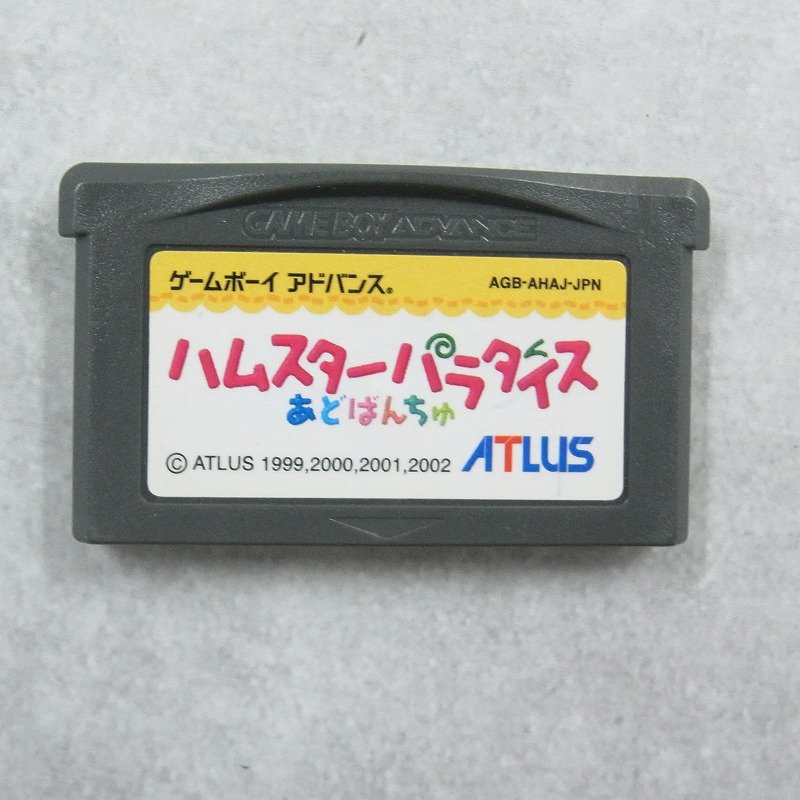 GAME BOY ADVANCE
ゲームボーイ アドバンス® AGB-AHAJ-JPN
ハムスターパラダイス
あどばんちゅ
© ATLUS 1999,2000,2001,2002 ATLUS